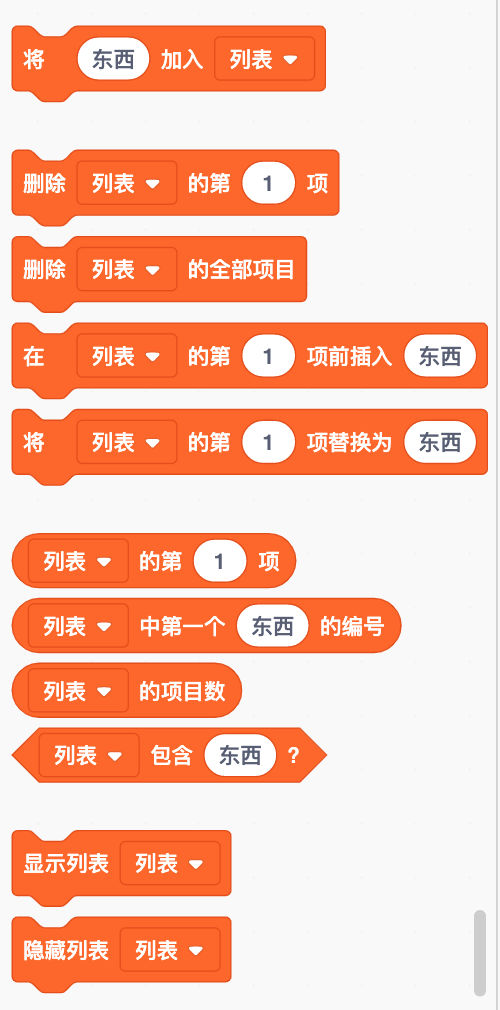 将 东西 加入 列表
删除 列表 的第 1 项
删除 列表 的全部项目
在 列表 的第 1 项前插入 东西
将 列表 的第 1 项替换为 东西
列表 的第 1 项
列表 中第一个 东西 的编号
列表 的项目数
列表 包含 东西 ?
显示列表 列表
隐藏列表 列表